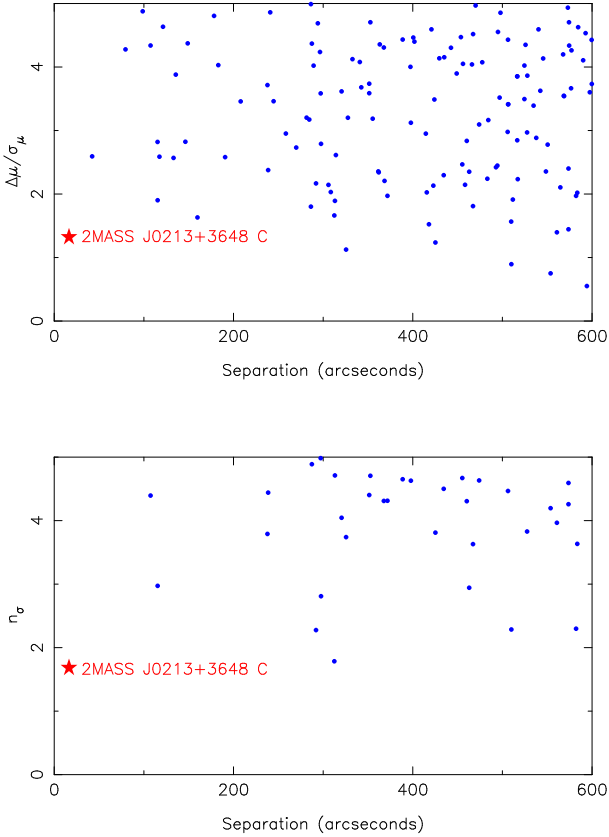 4
2
0
Δμ/σμ
2MASS J0213+3648 C
0 200 400 600
Separation (arcseconds)
4
2
0
nσ
2MASS J0213+3648 C
0 200 400 600
Separation (arcseconds)